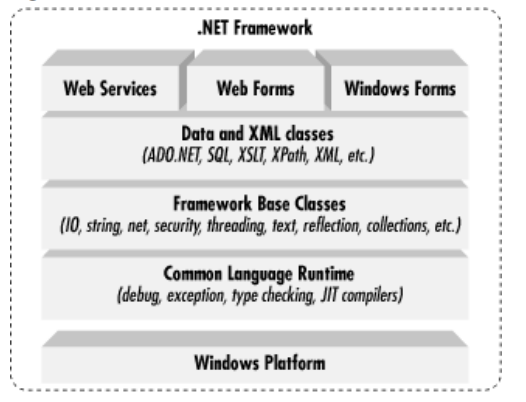 .NET Framework
Web Services Web Forms Windows Forms
Data and XML classes
(ADO.NET, SQL, XSLT, XPath, XML, etc.)
Framework Base Classes
(IO, string, net, security, threading, text, reflection, collections, etc.)
Common Language Runtime
(debug, exception, type checking, JIT compilers)
Windows Platform